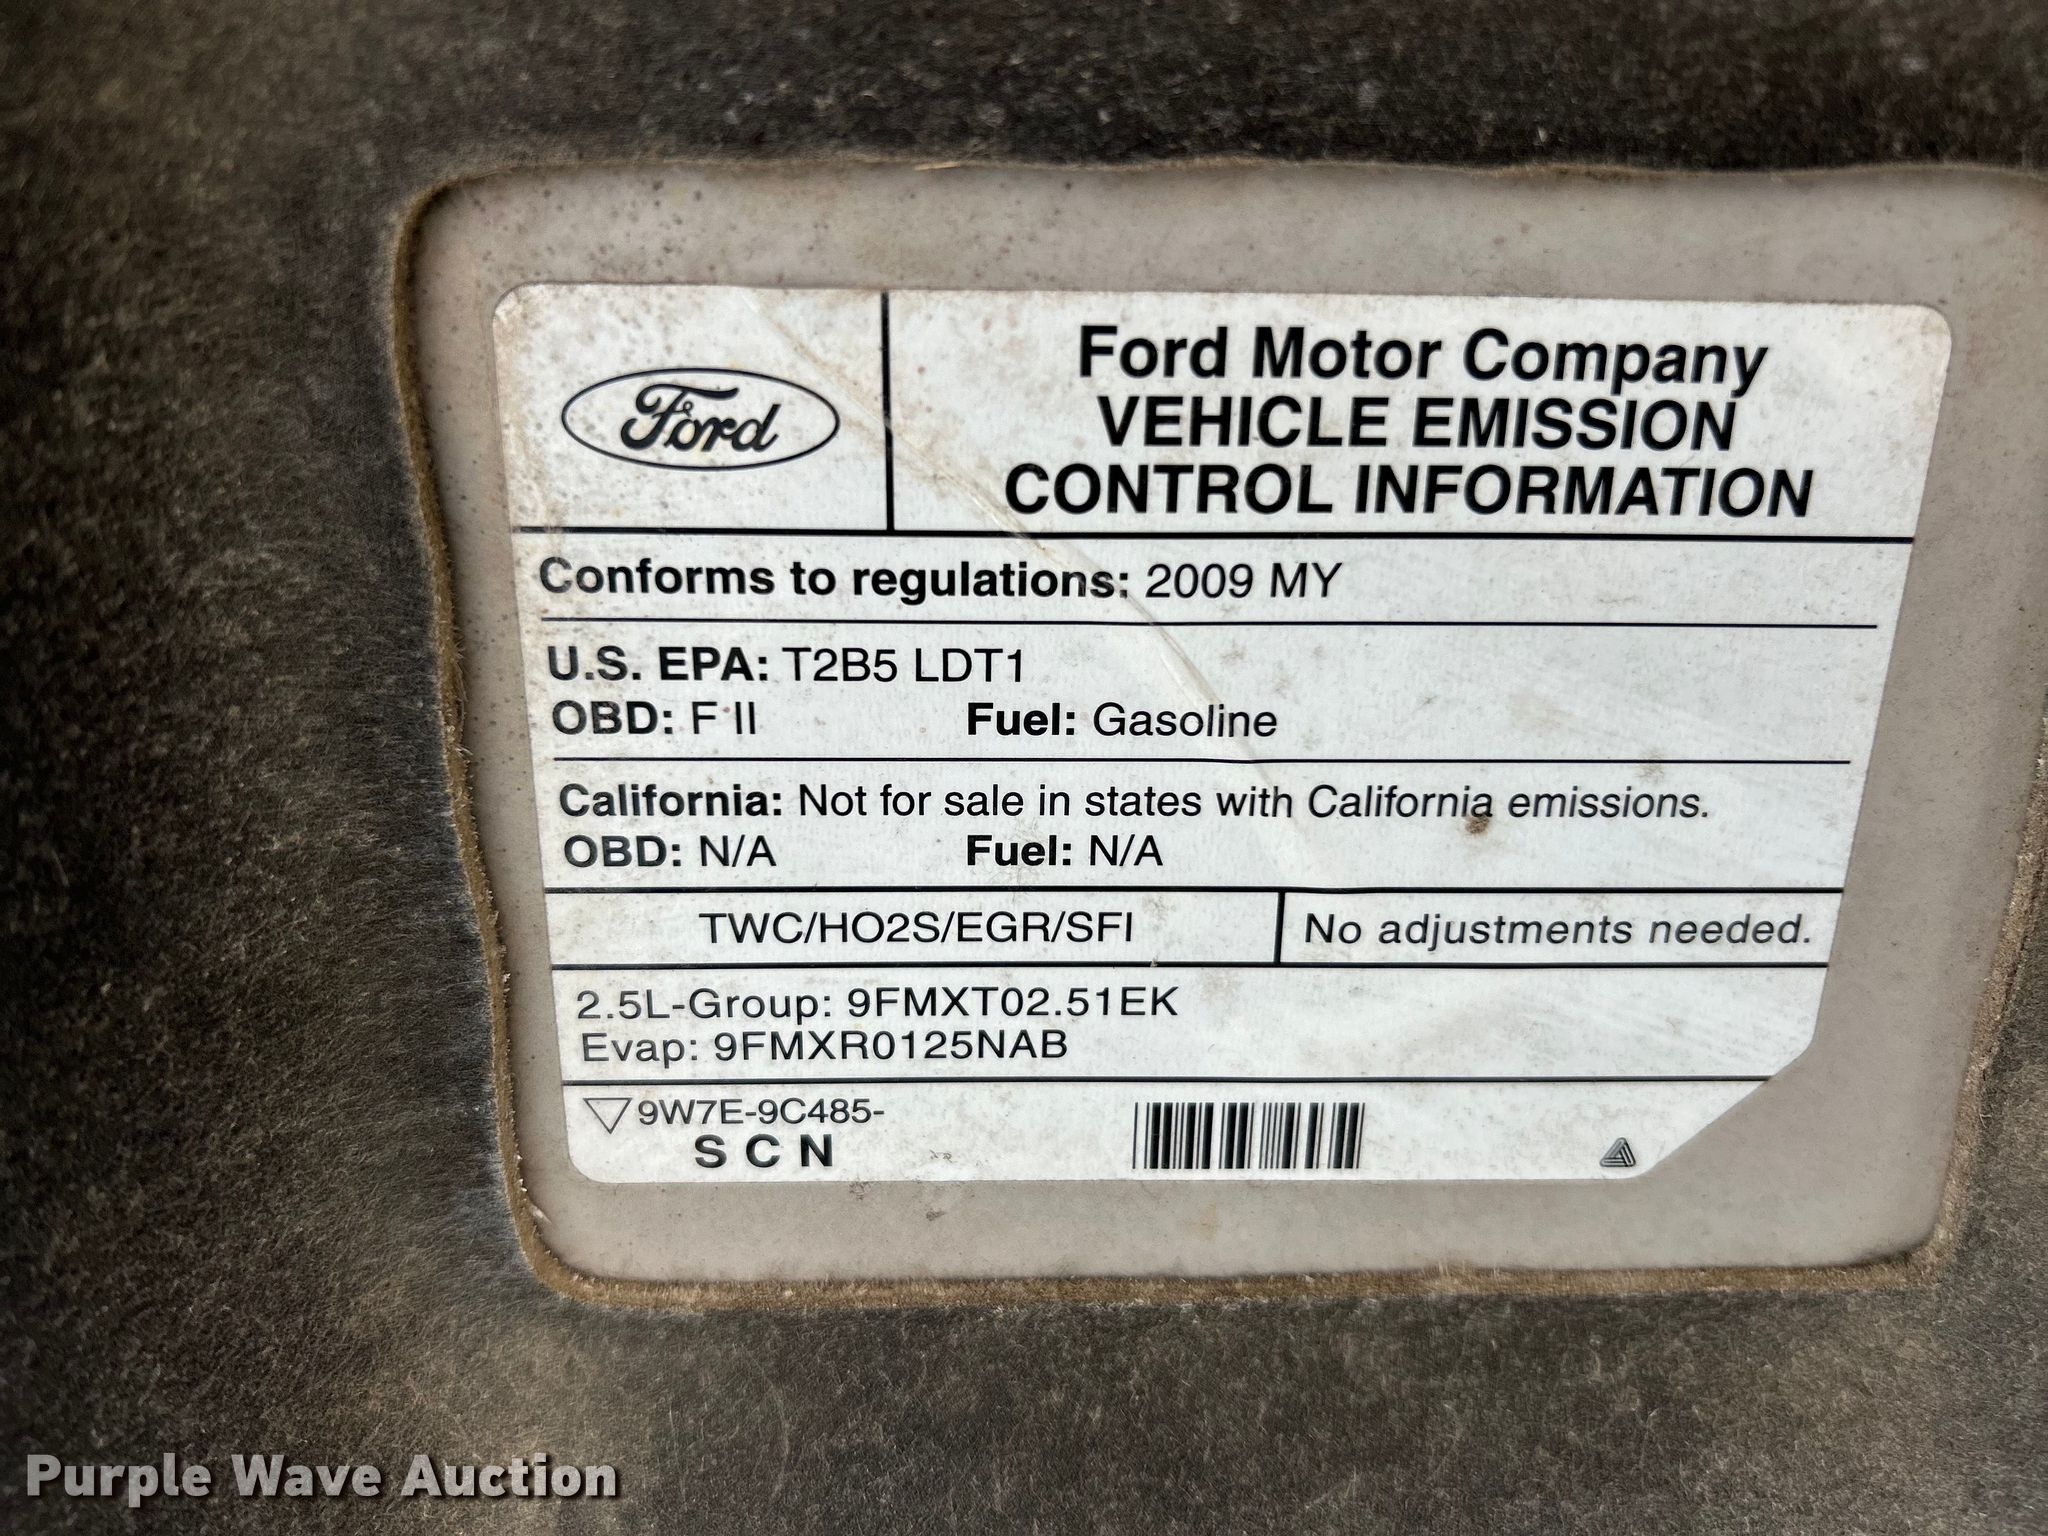 Ford
Ford Motor Company
VEHICLE EMISSION
CONTROL INFORMATION
Conforms to regulations: 2009 MY
U.S. EPA: T2B5 LDT1
OBD: F II Fuel: Gasoline
California: Not for sale in states with California emissions.
OBD: N/A Fuel: N/A
TWC/HO2S/EGR/SFI No adjustments needed.
2.5L-Group: 9FMXT02.51EK
Evap: 9FMXR0125NAB
9W7E-9C485-
S C N
Purple Wave Auction